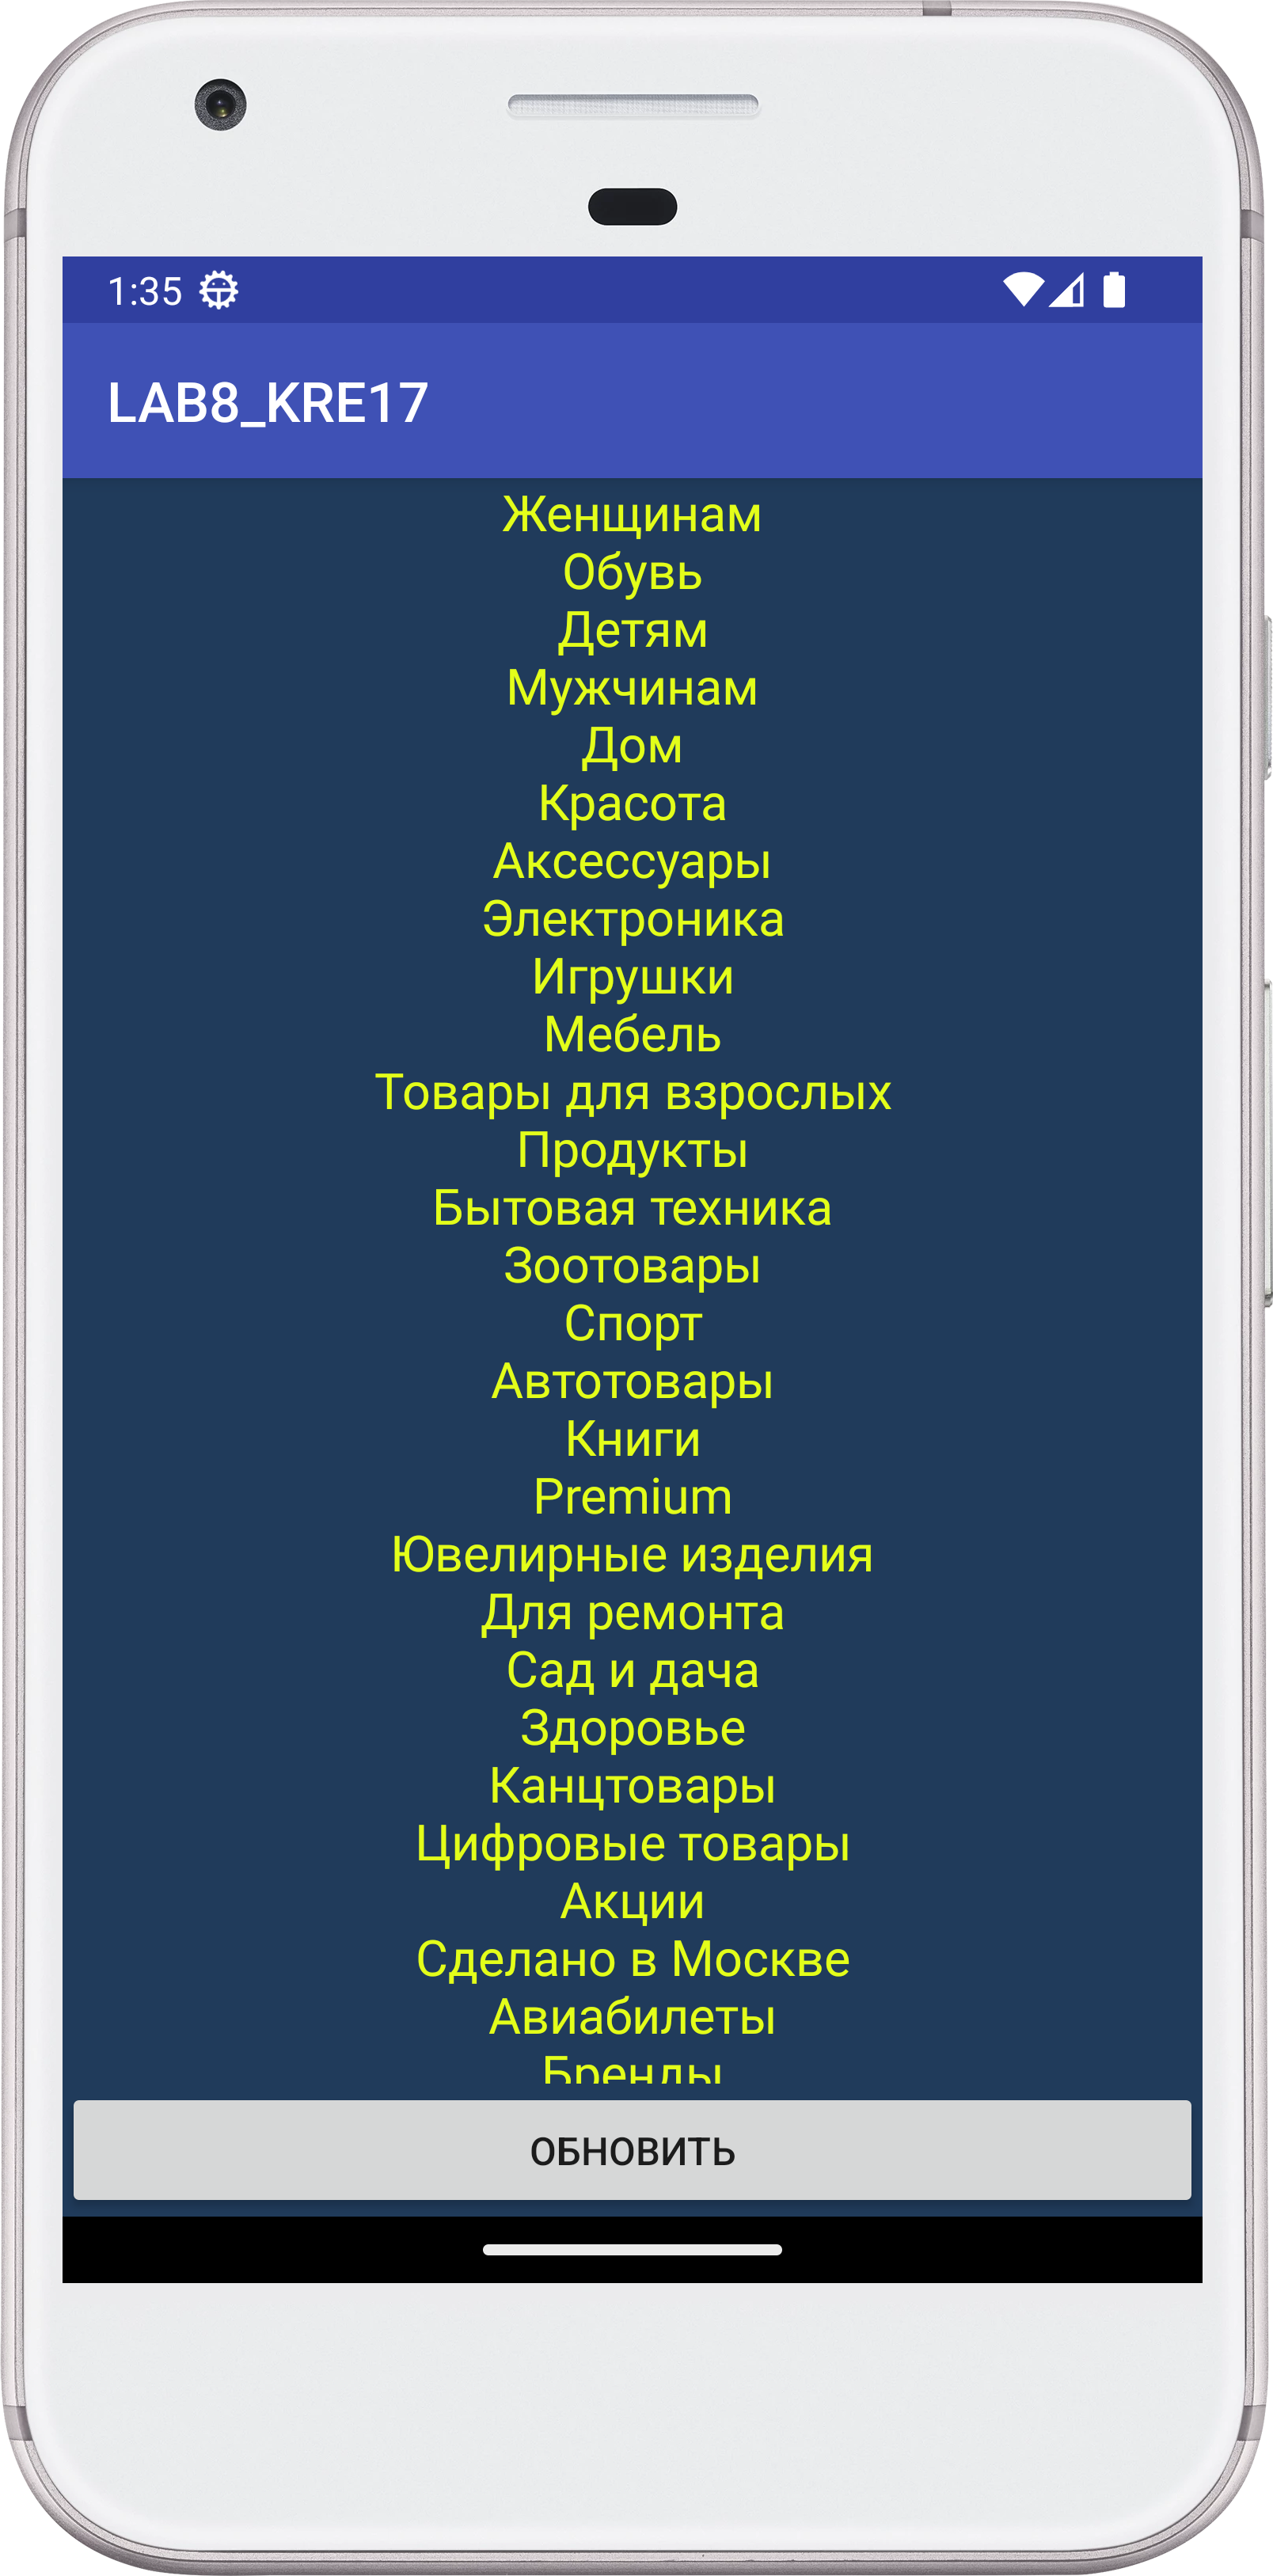 1:35
LAB8_KRE17
Женщинам
Обувь
Детям
Мужчинам
Дом
Красота
Аксессуары
Электроника
Игрушки
Мебель
Товары для взрослых
Продукты
Бытовая техника
Зоотовары
Спорт
Автотовары
Книги
Premium
Ювелирные изделия
Для ремонта
Сад и дача
Здоровье
Канцтовары
Цифровые товары
Акции
Сделано в Москве
Авиабилеты
Бренды
ОБНОВИТЬ